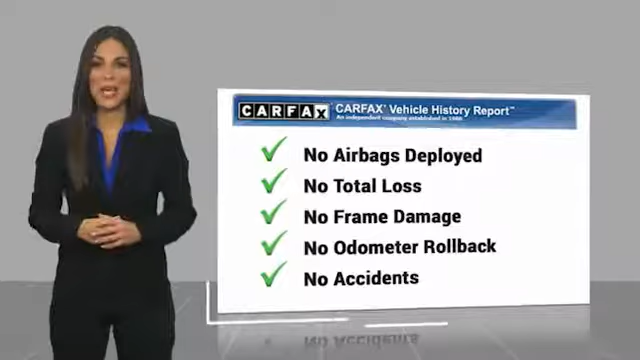 CARFAX CARFAX® Vehicle History Report™
An independent company established in 1986
No Airbags Deployed
No Total Loss
No Frame Damage
No Odometer Rollback
No Accidents